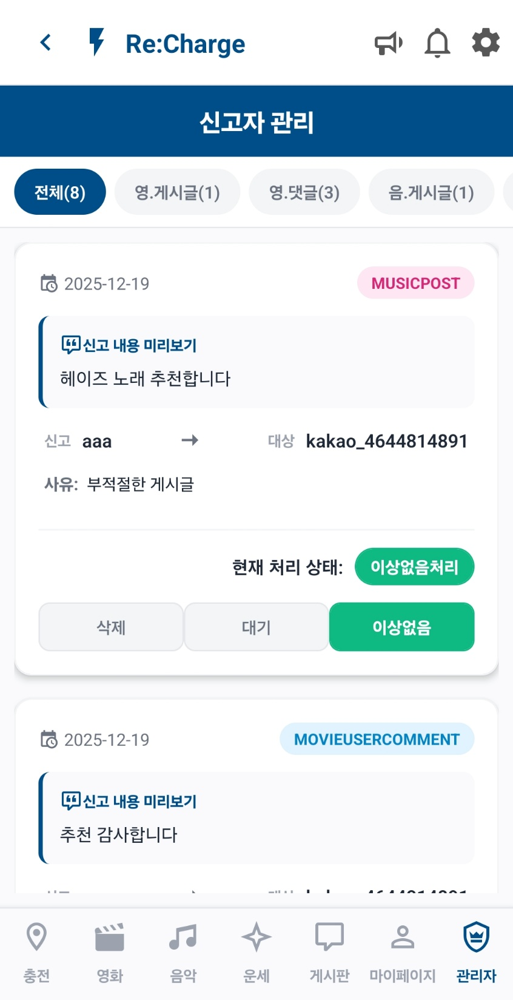 Re:Charge
신고자 관리
전체(8) 영.게시글(1) 영.댓글(3) 음.게시글(1)
2025-12-19 MUSICPOST
신고 내용 미리보기
헤이즈 노래 추천합니다
신고 aaa → 대상 kakao_4644814891
사유: 부적절한 게시글
현재 처리 상태: 이상없음처리
삭제 대기 이상없음
2025-12-19 MOVIEUSERCOMMENT
신고 내용 미리보기
추천 감사합니다
충전 영화 음악 운세 게시판 마이페이지 관리자